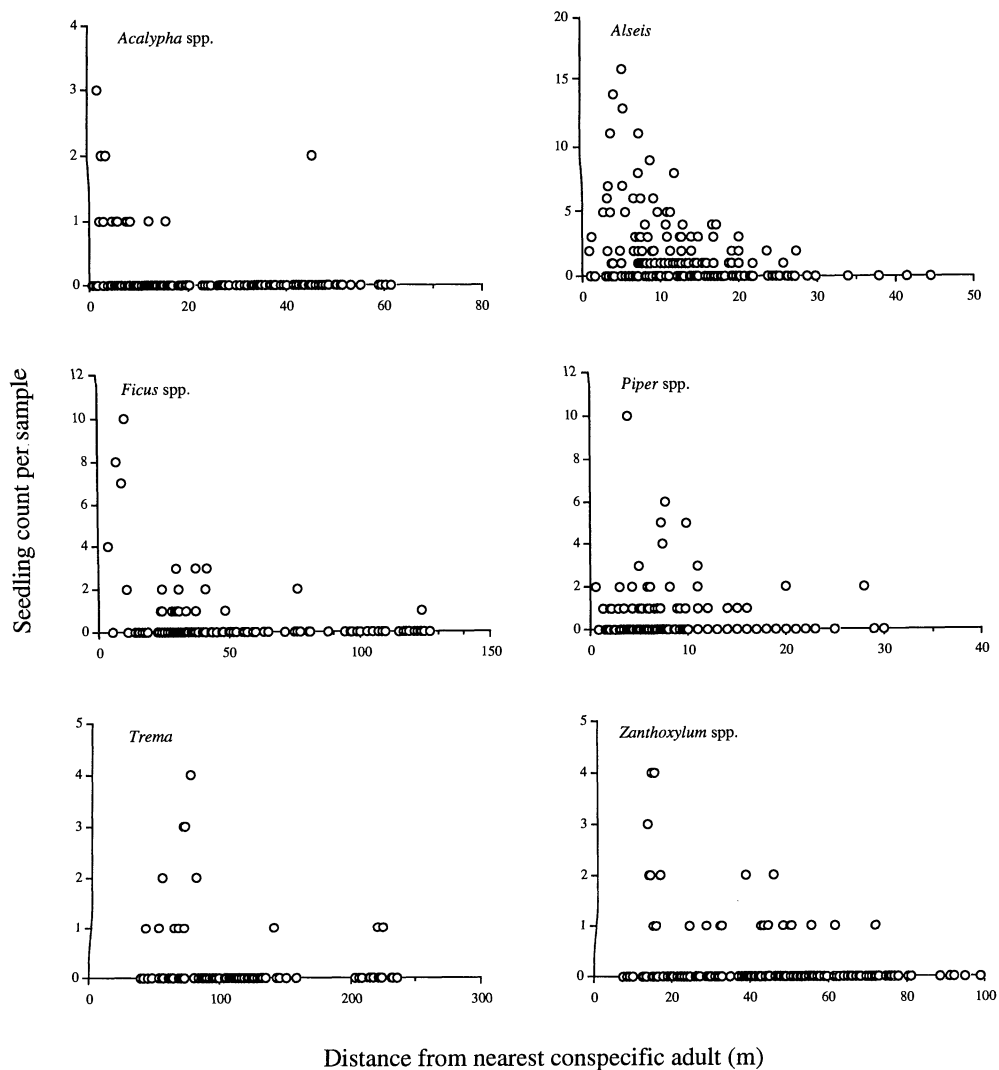 Acalypha spp.
4
3
2
1
0
0 20 40 60 80
Alseis
20
15
10
5
0
0 10 20 30 40 50
Seedling count per sample
Ficus spp.
12
10
8
6
4
2
0
0 50 100 150
Piper spp.
12
10
8
6
4
2
0
0 10 20 30 40
Trema
5
4
3
2
1
0
0 100 200 300
Zanthoxylum spp.
5
4
3
2
1
0
0 20 40 60 80 100
Distance from nearest conspecific adult (m)